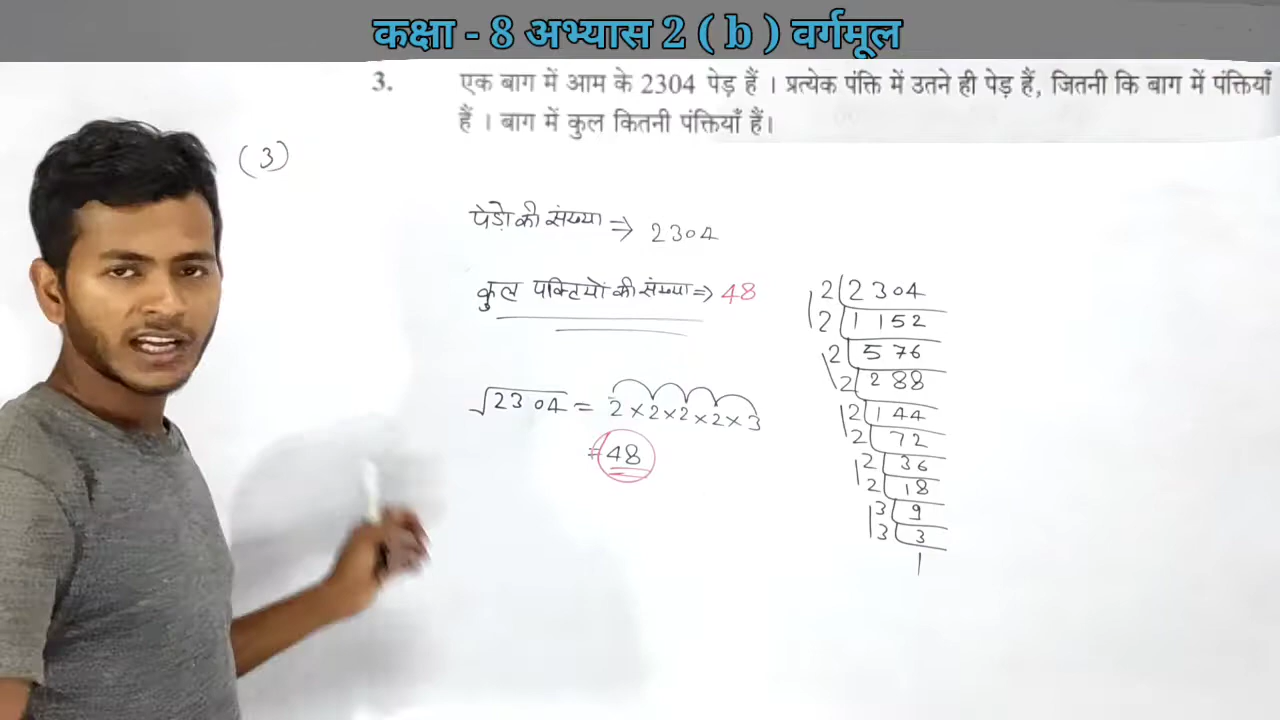 कक्षा - 8 अभ्यास 2 ( b ) वर्गमूल
3. एक बाग में आम के 2304 पेड़ हैं । प्रत्येक पंक्ति में उतने ही पेड़ हैं, जितनी कि बाग में पंक्तियाँ
हैं । बाग में कुल कितनी पंक्तियाँ हैं।
(3)
पेडो की संख्या ⇒ 2304
कुल पक्तियों की संख्या ⇒ 48
√2304 = 2×2×2×2×3
= 48
2 2304
2 1152
2 576
2 288
2 144
2 72
2 36
2 18
3 9
3 3
1